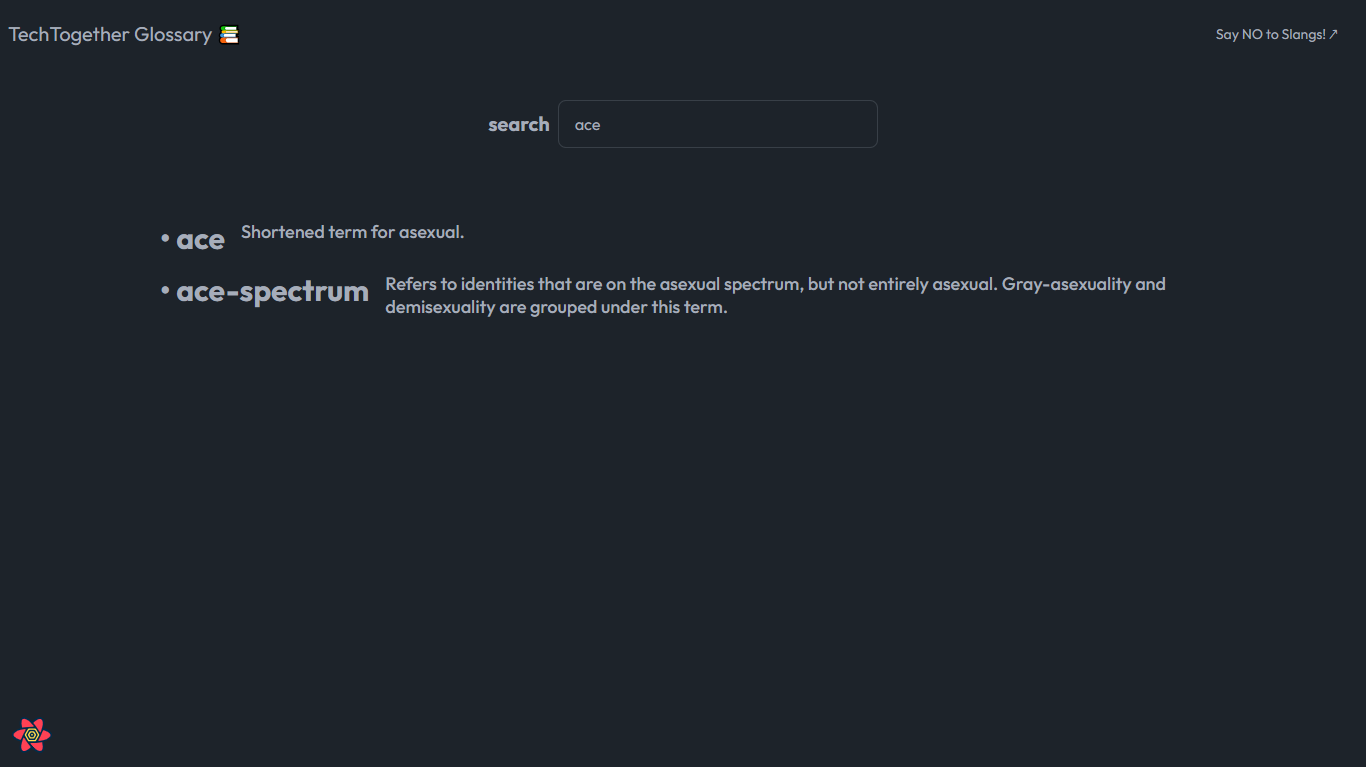 TechTogether Glossary 📚
Say NO to Slangs! ↗
search
ace
• ace Shortened term for asexual.
• ace-spectrum Refers to identities that are on the asexual spectrum, but not entirely asexual. Gray-asexuality and
demisexuality are grouped under this term.